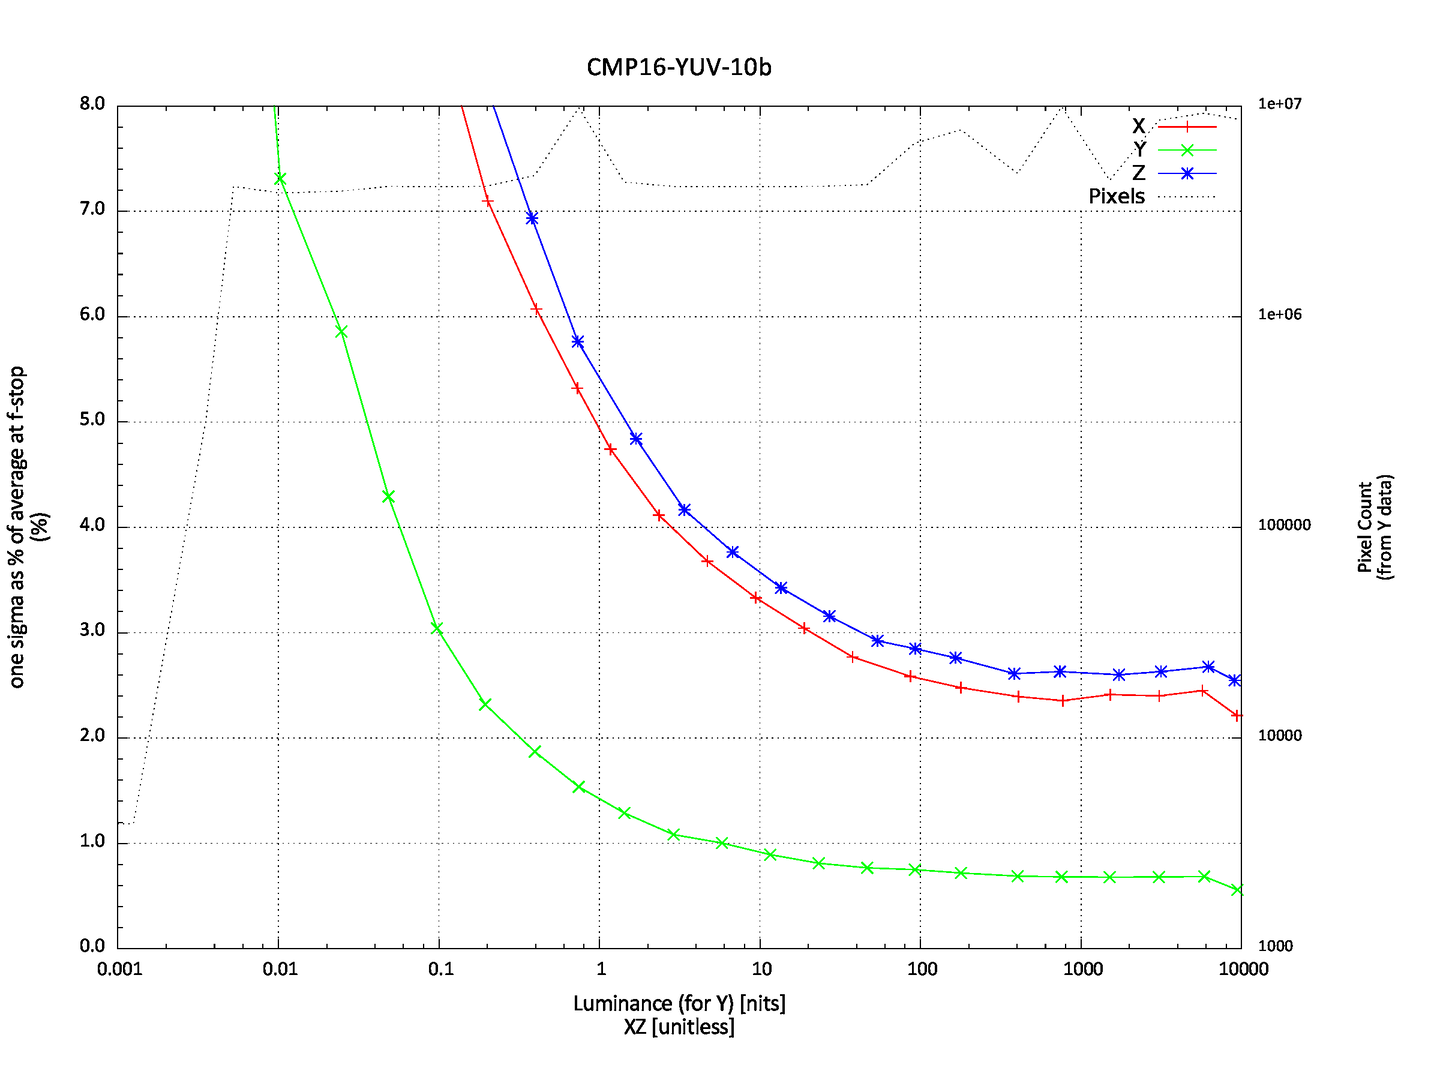 CMP16-YUV-10b
8.0
7.0
6.0
5.0
4.0
3.0
2.0
1.0
0.0
one sigma as % of average at f-stop
(%)
1e+07
1e+06
100000
10000
1000
Pixel Count
(from Y data)
X
Y
Z
Pixels
0.001 0.01 0.1 1 10 100 1000 10000
Luminance (for Y) [nits]
XZ [unitless]